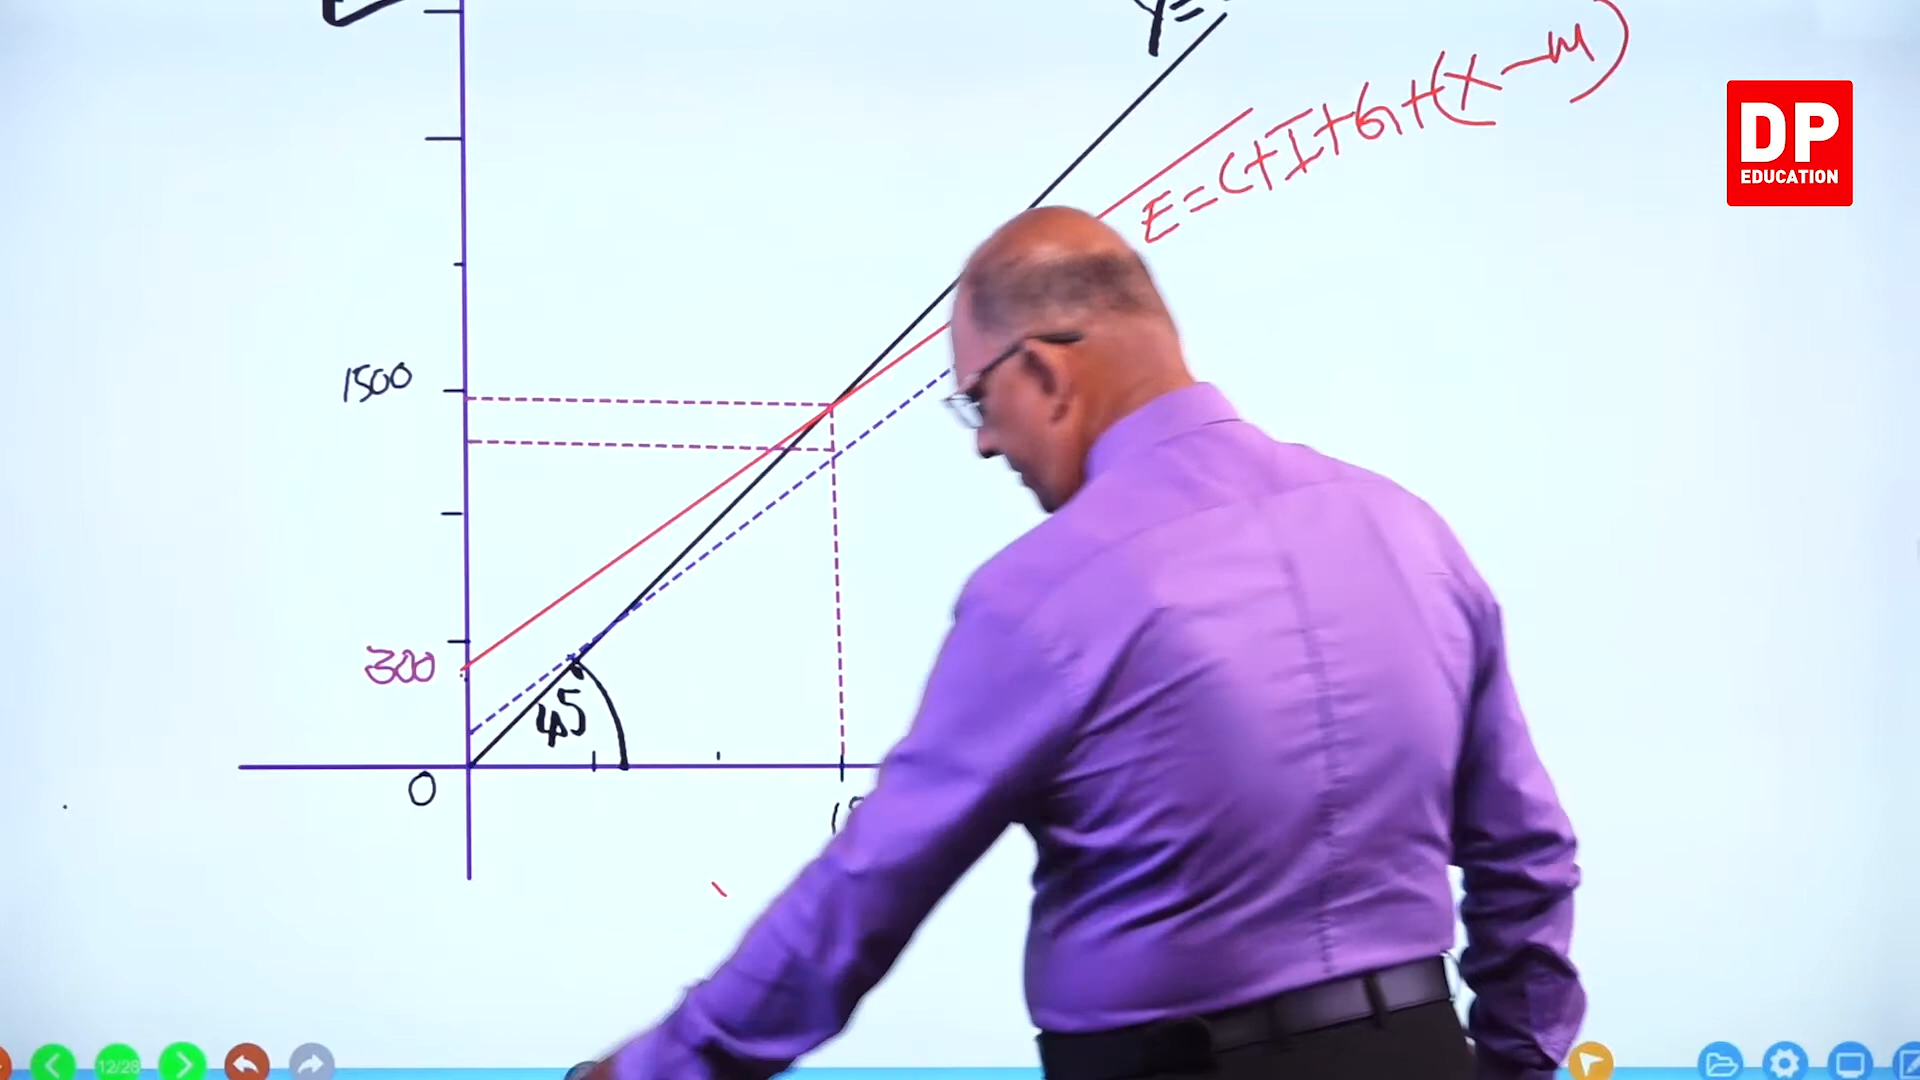 Y=
E=C+I+G+(X-M)
DP
EDUCATION
1500
300
45
0
12/28